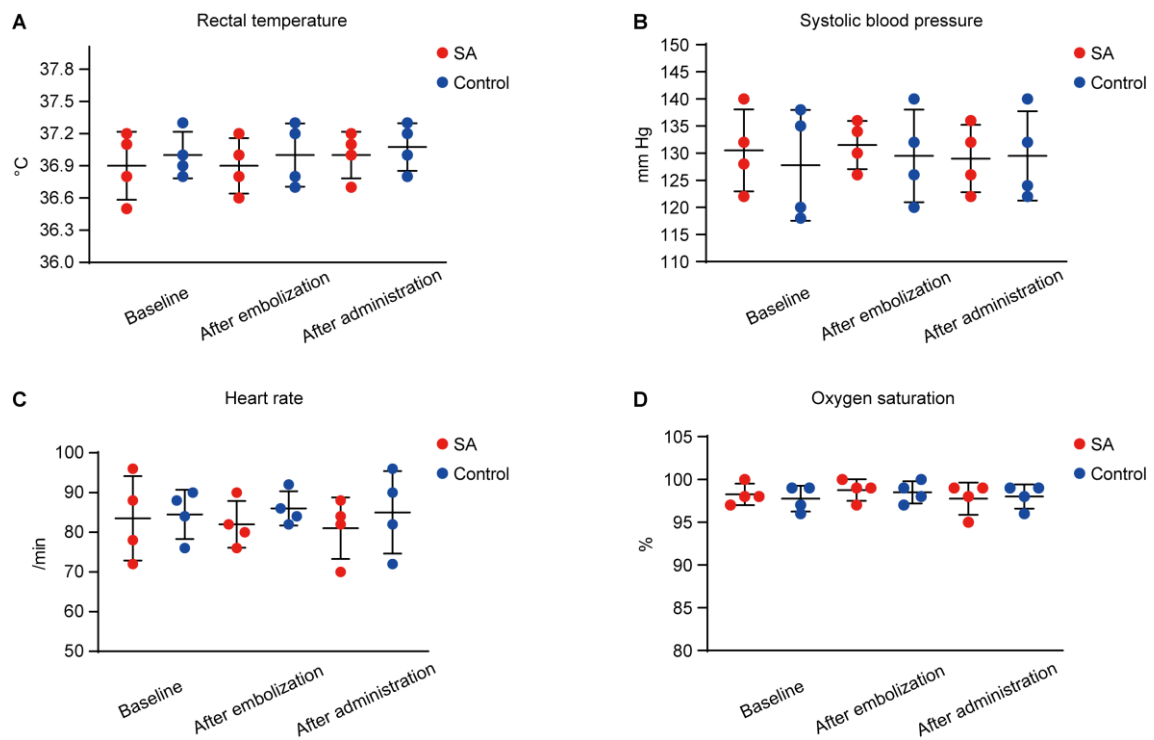 A
Rectal temperature
SA
Control
37.8
37.5
37.2
36.9
36.6
36.3
36.0
°C
Baseline
After embolization
After administration
B
Systolic blood pressure
SA
Control
150
145
140
135
130
125
120
115
110
mm Hg
Baseline
After embolization
After administration
C
Heart rate
SA
Control
100
90
80
70
60
50
/min
Baseline
After embolization
After administration
D
Oxygen saturation
SA
Control
105
100
95
90
85
80
%
Baseline
After embolization
After administration